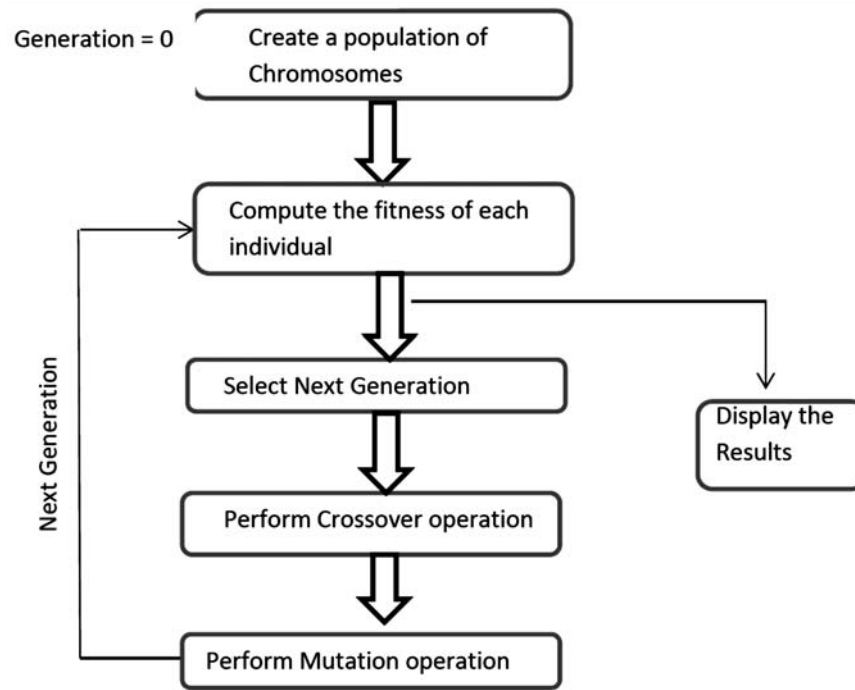 Generation = 0
Create a population of
Chromosomes
Compute the fitness of each
individual
Select Next Generation
Display the
Results
Perform Crossover operation
Perform Mutation operation
Next Generation